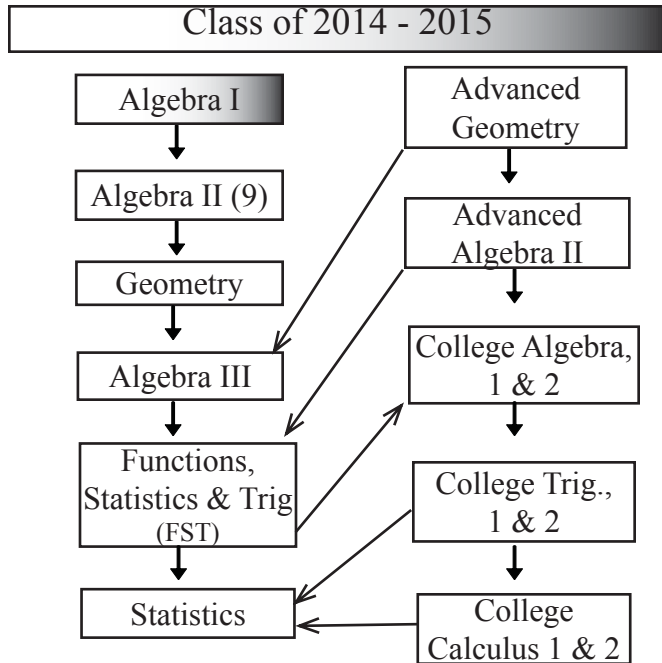 Class of 2014 - 2015
Algebra I
Algebra II (9)
Geometry
Algebra III
Functions,
Statistics & Trig
(FST)
Statistics
Advanced
Geometry
Advanced
Algebra II
College Algebra,
1 & 2
College Trig.,
1 & 2
College
Calculus 1 & 2